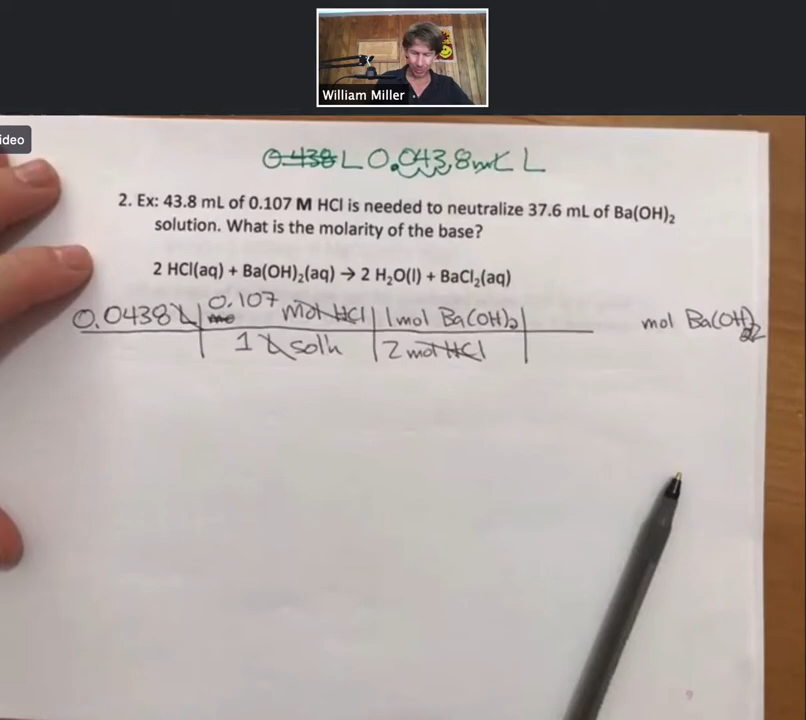 William Miller
ideo
0.438 L 0.043.8mL L
2. Ex: 43.8 mL of 0.107 M HCl is needed to neutralize 37.6 mL of Ba(OH)₂
solution. What is the molarity of the base?
2 HCl(aq) + Ba(OH)₂(aq) → 2 H₂O(l) + BaCl₂(aq)
0.0438 L | 0.107 mol HCl | 1 mol Ba(OH)₂ | mol Ba(OH)₂
1 L soln | 2 mol HCl |